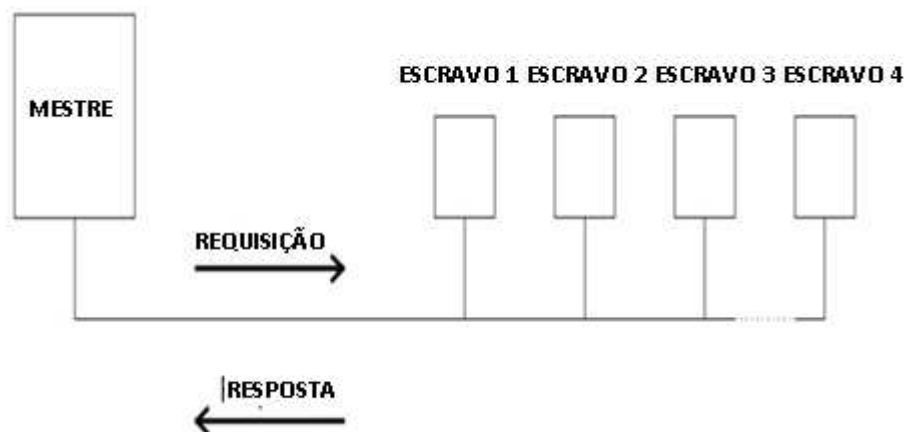 ESCRAVO 1 ESCRAVO 2 ESCRAVO 3 ESCRAVO 4
MESTRE
REQUISIÇÃO
RESPOSTA